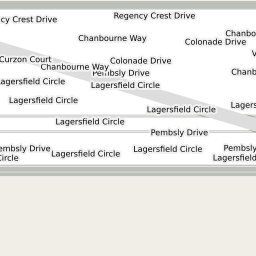 cy Crest Drive
Regency Crest Drive
Chanbo
Chanbourne Way
Colonade Drive
V
Curzon Court
Colonade Drive
Chanbourne Way
Pembsly Drive
Chanb
agersfield Circle
Lagersfield Circle
Lagersfield Circle
Lagers
Lagersfield Circle
Lagersfield Circle
Pembsly Drive
embsly Drive
Circle
Lagersfield Circle
Lagersfield Circle
Pembsly
Lagersfield